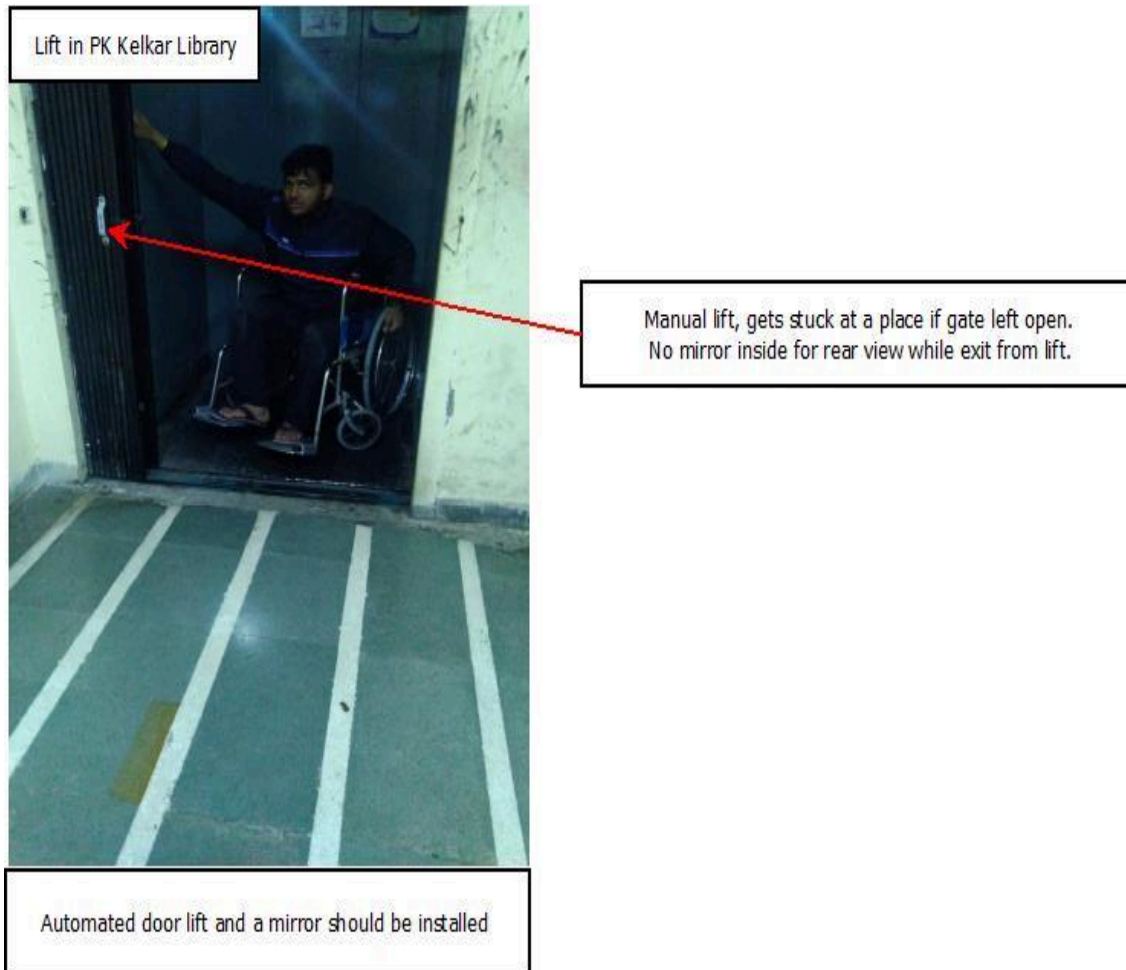 Lift in PK Kelkar Library
Manual lift, gets stuck at a place if gate left open.
No mirror inside for rear view while exit from lift.
Automated door lift and a mirror should be installed